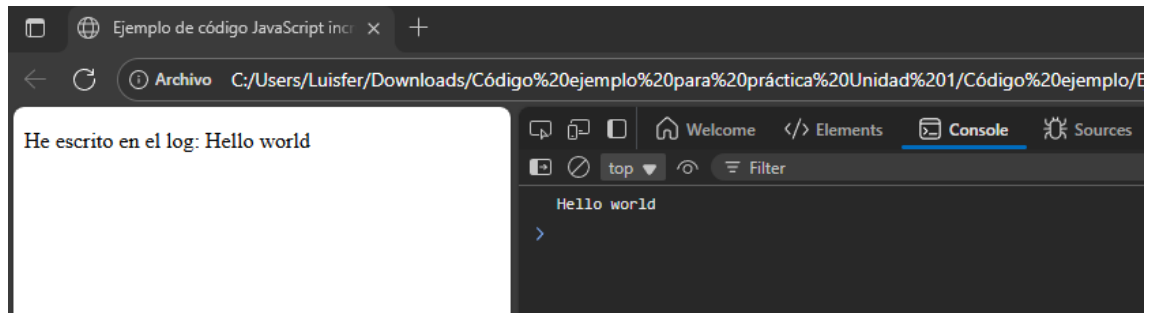 Ejemplo de código JavaScript incr
Archivo C:/Users/Luisfer/Downloads/Código%20ejemplo%20para%20práctica%20Unidad%201/Código%20ejemplo/E
He escrito en el log: Hello world
Welcome </> Elements Console Sources
top Filter
Hello world
>